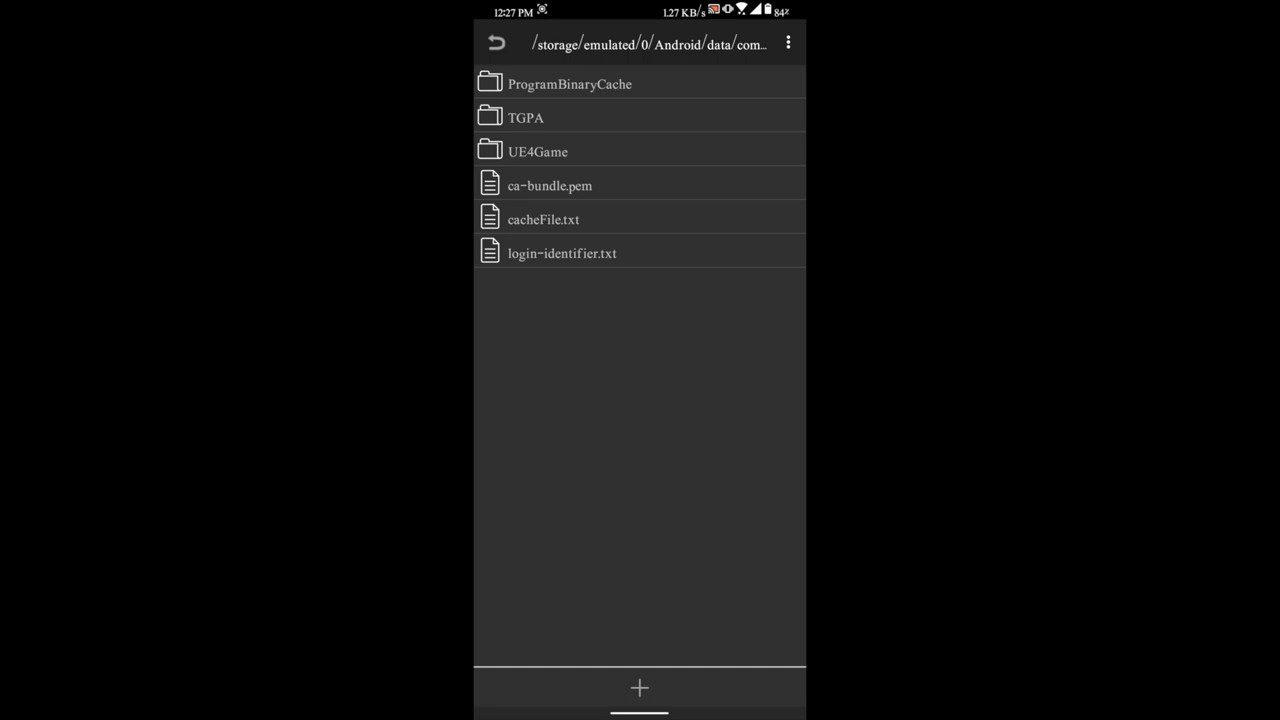 12:27 PM 1.27 KB/s 84%
/storage/emulated/0/Android/data/com...
ProgramBinaryCache
TGPA
UE4Game
ca-bundle.pem
cacheFile.txt
login-identifier.txt